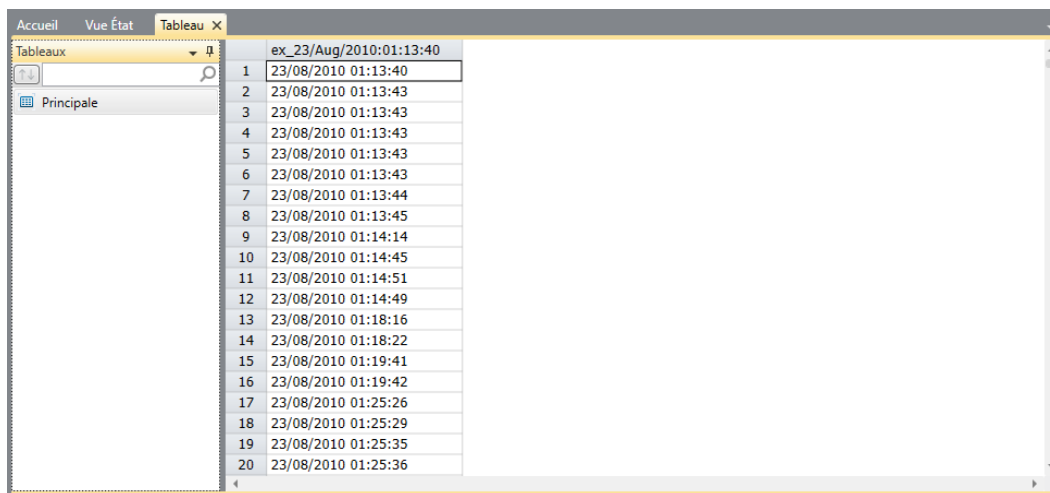 Accueil Vue État Tableau
Tableaux
Principale
ex_23/Aug/2010:01:13:40
1 23/08/2010 01:13:40
2 23/08/2010 01:13:43
3 23/08/2010 01:13:43
4 23/08/2010 01:13:43
5 23/08/2010 01:13:43
6 23/08/2010 01:13:43
7 23/08/2010 01:13:44
8 23/08/2010 01:13:45
9 23/08/2010 01:14:14
10 23/08/2010 01:14:45
11 23/08/2010 01:14:51
12 23/08/2010 01:14:49
13 23/08/2010 01:18:16
14 23/08/2010 01:18:22
15 23/08/2010 01:19:41
16 23/08/2010 01:19:42
17 23/08/2010 01:25:26
18 23/08/2010 01:25:29
19 23/08/2010 01:25:35
20 23/08/2010 01:25:36